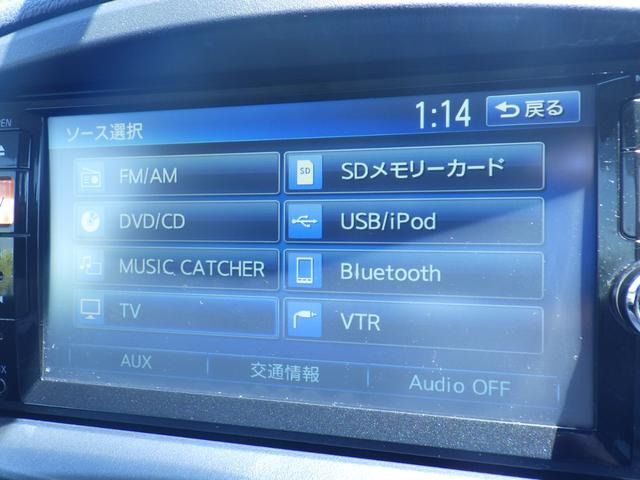 ソース選択
1:14
戻る
FM/AM
SDメモリーカード
SD
DVD/CD
USB/iPod
MUSIC CATCHER
Bluetooth
TV
VTR
AUX
交通情報
Audio OFF